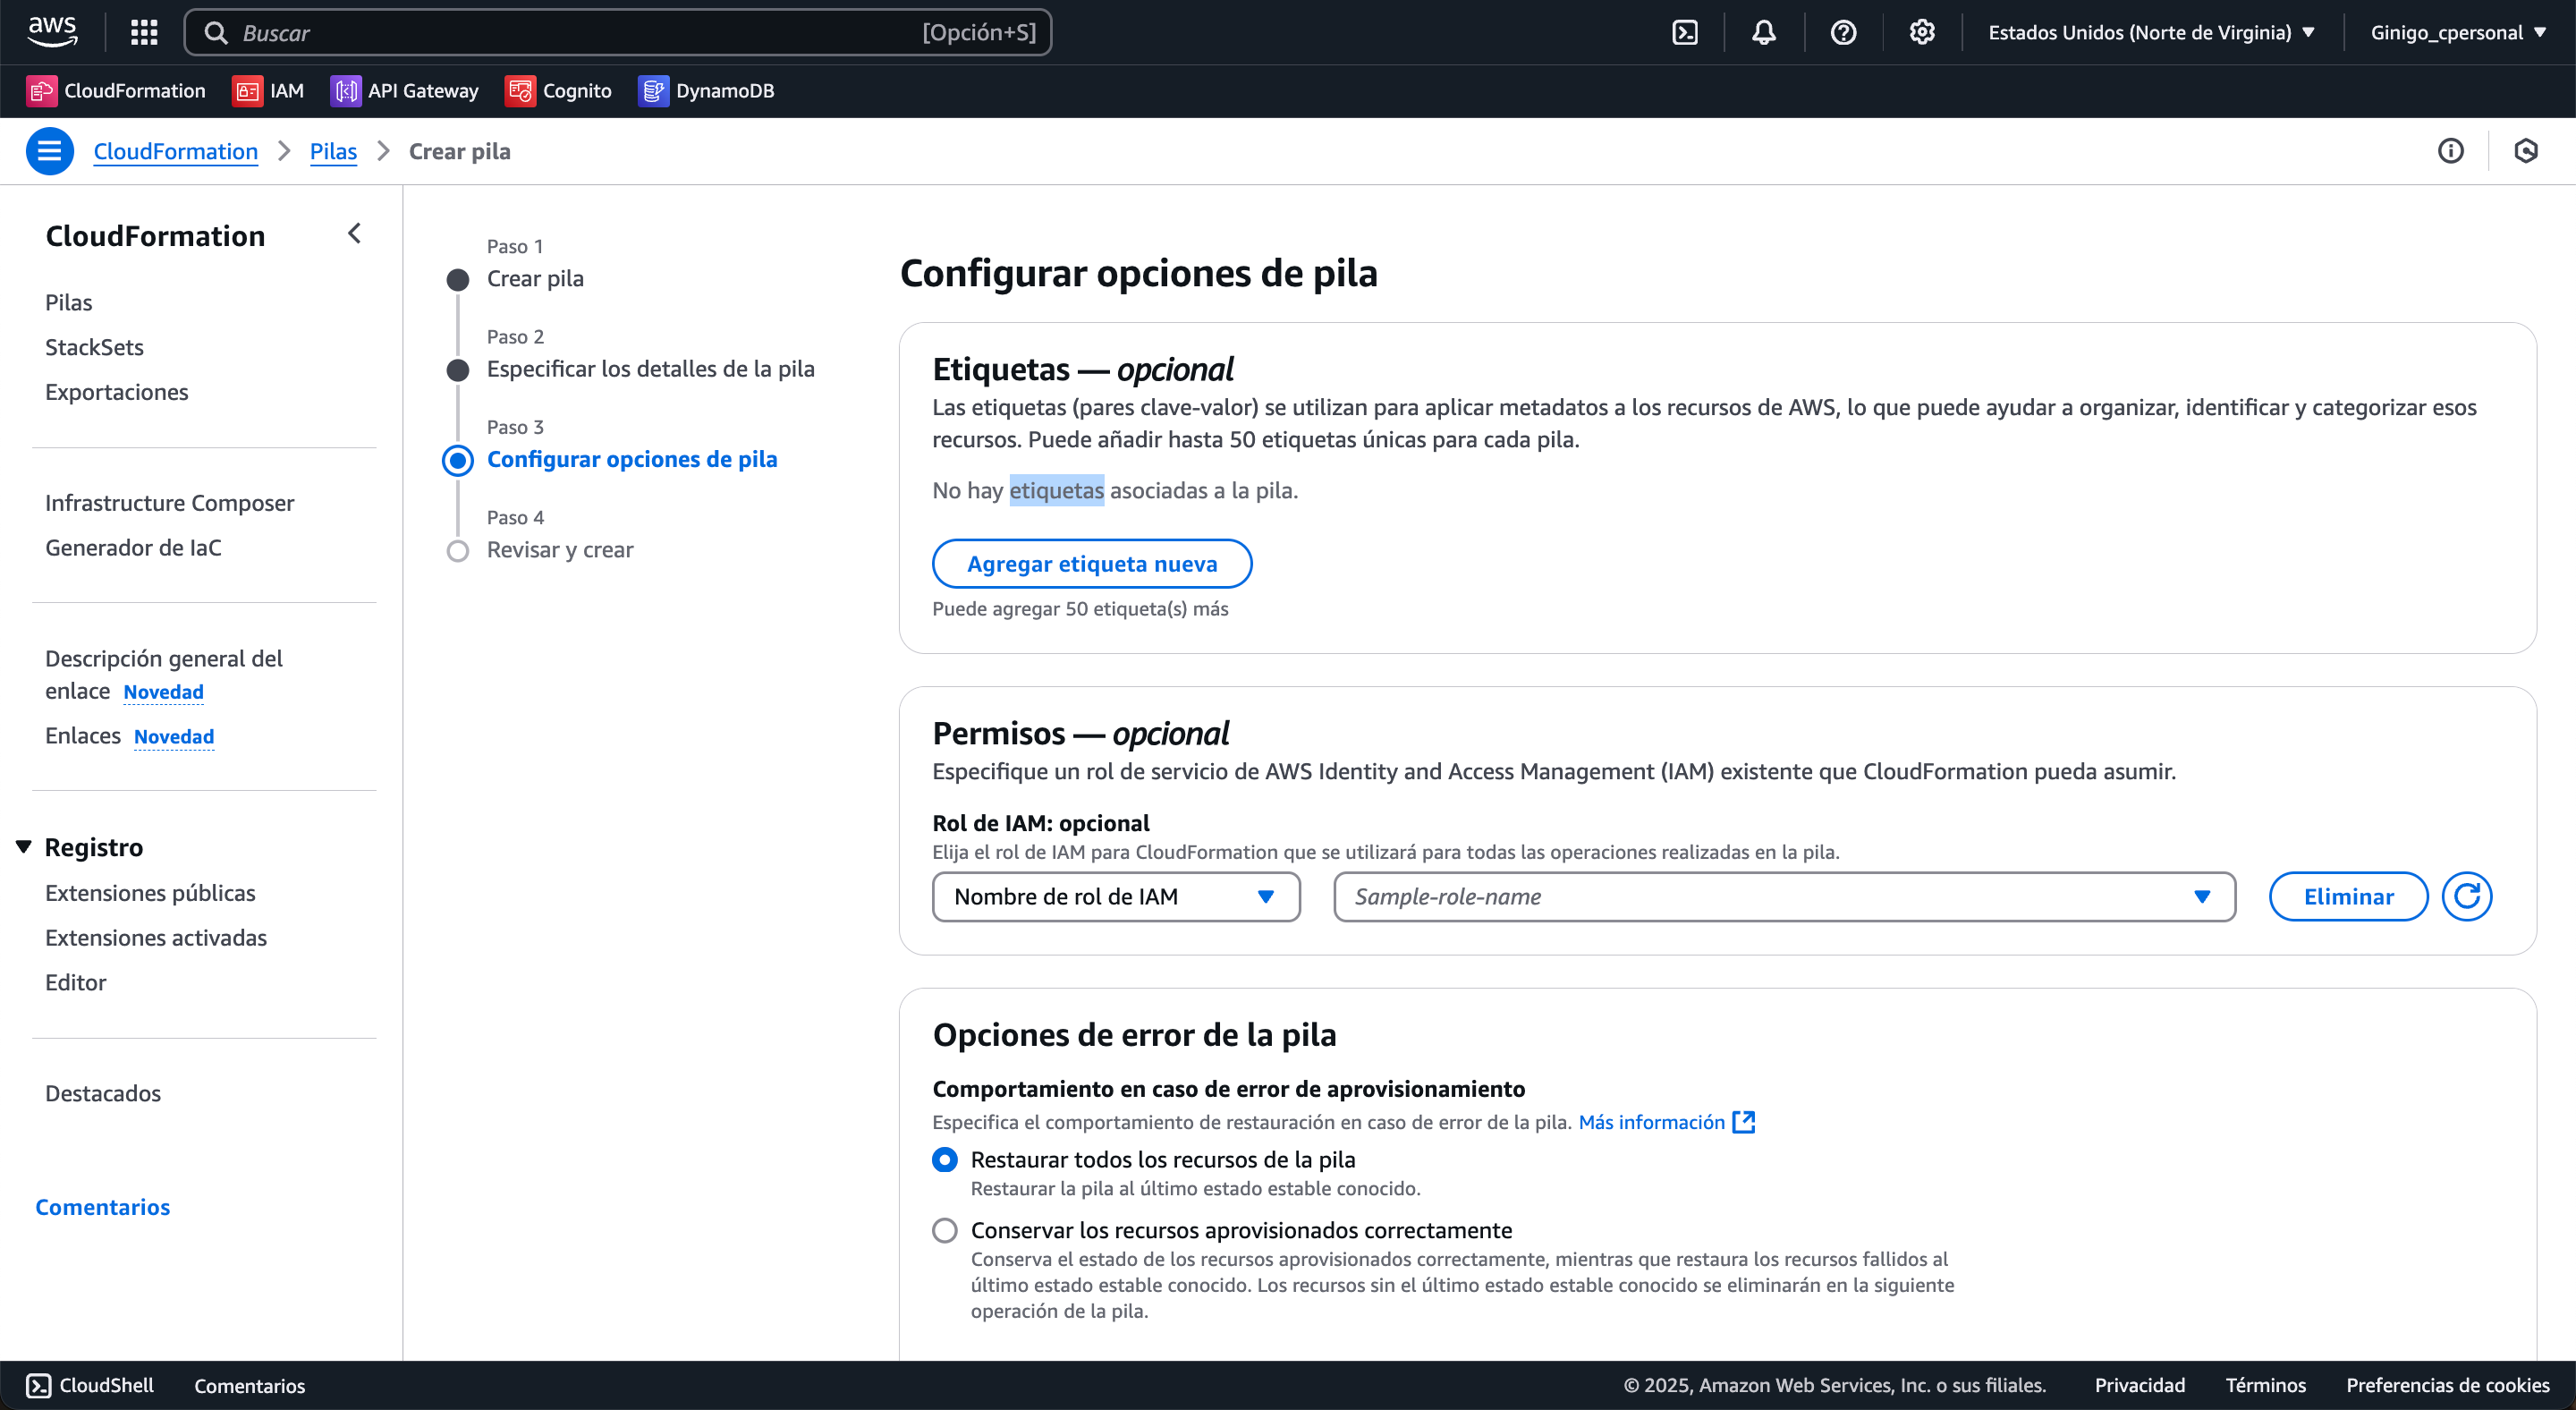 aws
Buscar
[Opción+S]
Estados Unidos (Norte de Virginia)
Ginigo_cpersonal
CloudFormation
IAM
API Gateway
Cognito
DynamoDB
CloudFormation
Pilas
Crear pila
CloudFormation
Pilas
StackSets
Exportaciones
Infrastructure Composer
Generador de IaC
Descripción general del
enlace Novedad
Enlaces Novedad
Registro
Extensiones públicas
Extensiones activadas
Editor
Destacados
Comentarios
Paso 1
Crear pila
Paso 2
Especificar los detalles de la pila
Paso 3
Configurar opciones de pila
Paso 4
Revisar y crear
Configurar opciones de pila
Etiquetas — opcional
Las etiquetas (pares clave-valor) se utilizan para aplicar metadatos a los recursos de AWS, lo que puede ayudar a organizar, identificar y categorizar esos
recursos. Puede añadir hasta 50 etiquetas únicas para cada pila.
No hay etiquetas asociadas a la pila.
Agregar etiqueta nueva
Puede agregar 50 etiqueta(s) más
Permisos — opcional
Especifique un rol de servicio de AWS Identity and Access Management (IAM) existente que CloudFormation pueda asumir.
Rol de IAM: opcional
Elija el rol de IAM para CloudFormation que se utilizará para todas las operaciones realizadas en la pila.
Nombre de rol de IAM
Sample-role-name
Eliminar
Opciones de error de la pila
Comportamiento en caso de error de aprovisionamiento
Especifica el comportamiento de restauración en caso de error de la pila. Más información
Restaurar todos los recursos de la pila
Restaurar la pila al último estado estable conocido.
Conservar los recursos aprovisionados correctamente
Conserva el estado de los recursos aprovisionados correctamente, mientras que restaura los recursos fallidos al
último estado estable conocido. Los recursos sin el último estado estable conocido se eliminarán en la siguiente
operación de la pila.
CloudShell
Comentarios
© 2025, Amazon Web Services, Inc. o sus filiales.
Privacidad
Términos
Preferencias de cookies